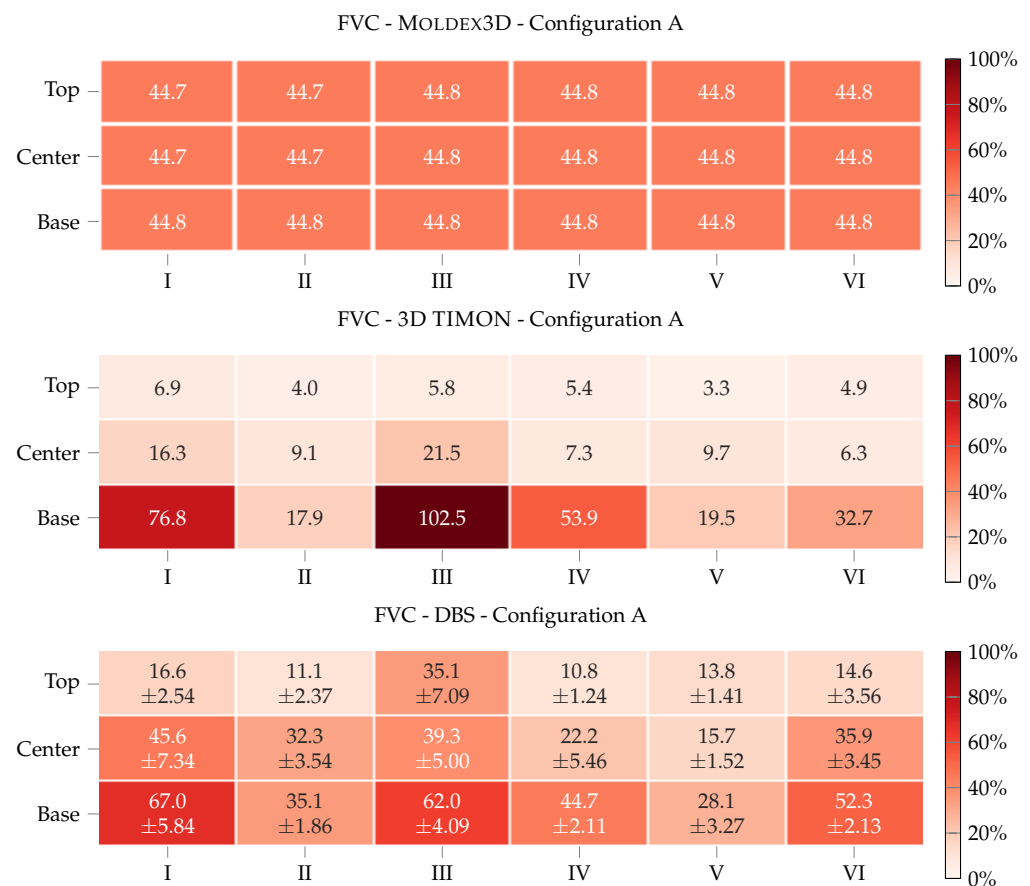 FVC - MOLDEX3D - Configuration A
Top 44.7 44.7 44.8 44.8 44.8 44.8
Center 44.7 44.7 44.8 44.8 44.8 44.8
Base 44.8 44.8 44.8 44.8 44.8 44.8
I II III IV V VI
100%
80%
60%
40%
20%
0%
FVC - 3D TIMON - Configuration A
Top 6.9 4.0 5.8 5.4 3.3 4.9
Center 16.3 9.1 21.5 7.3 9.7 6.3
Base 76.8 17.9 102.5 53.9 19.5 32.7
I II III IV V VI
100%
80%
60%
40%
20%
0%
FVC - DBS - Configuration A
Top 16.6 11.1 35.1 10.8 13.8 14.6
±2.54 ±2.37 ±7.09 ±1.24 ±1.41 ±3.56
Center 45.6 32.3 39.3 22.2 15.7 35.9
±7.34 ±3.54 ±5.00 ±5.46 ±1.52 ±3.45
Base 67.0 35.1 62.0 44.7 28.1 52.3
±5.84 ±1.86 ±4.09 ±2.11 ±3.27 ±2.13
I II III IV V VI
100%
80%
60%
40%
20%
0%